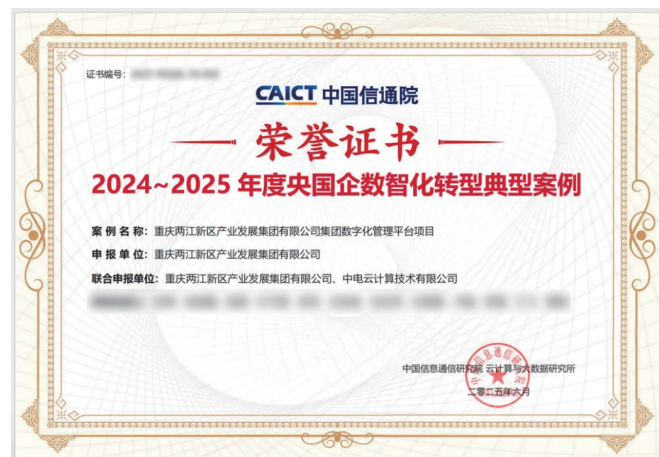 证书编号：
CAICT 中国信通院
荣誉证书
2024~2025 年度央国企数智化转型典型案例
案例名称：重庆两江新区产业发展集团有限公司集团数字化管理平台项目
申报单位：重庆两江新区产业发展集团有限公司
联合申报单位：重庆两江新区产业发展集团有限公司、中电云计算技术有限公司
中国信息通信研究院 云计算与大数据研究所
二零二五年六月